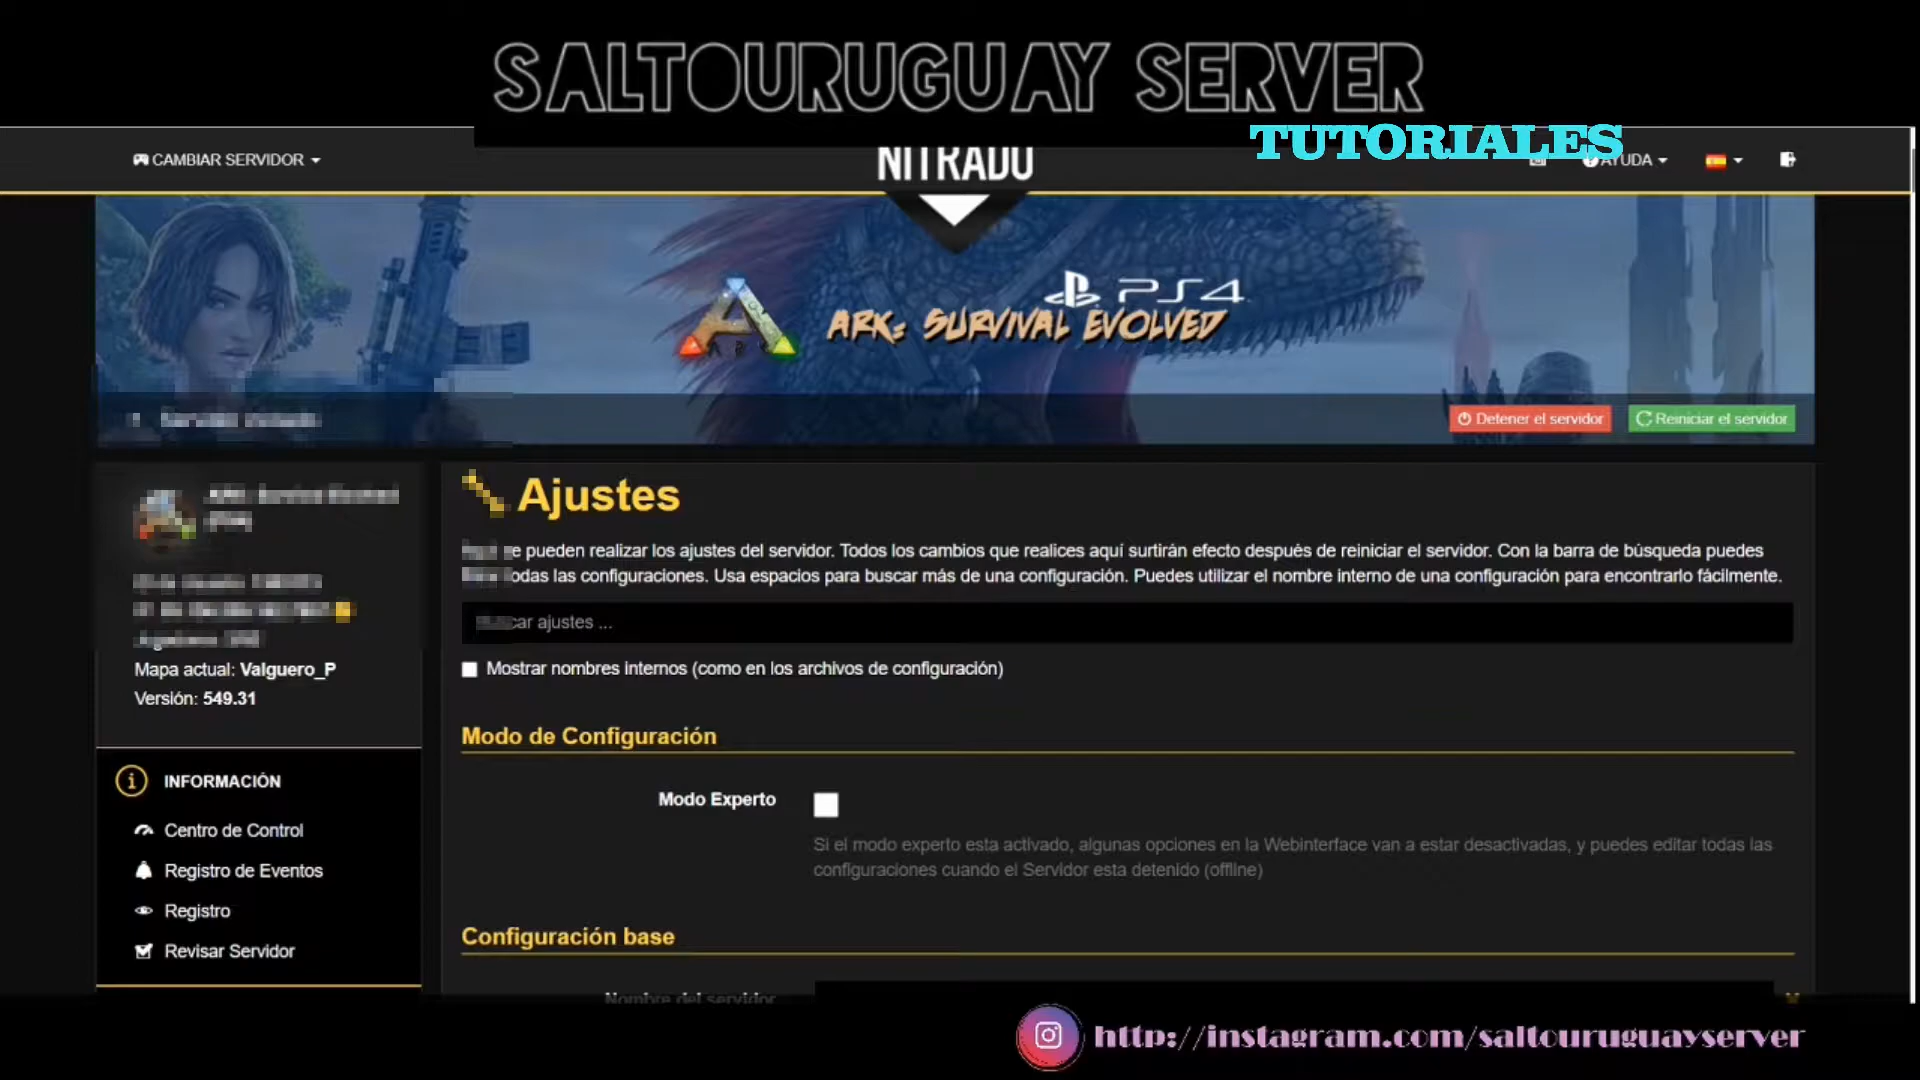 SALTOURUGUAY SERVER
TUTORIALES
CAMBIAR SERVIDOR
NITRADO
AYUDA
PS4
ARK: SURVIVAL EVOLVED
Detener el servidor
Reiniciar el servidor
Ajustes
se pueden realizar los ajustes del servidor. Todos los cambios que realices aquí surtirán efecto después de reiniciar el servidor. Con la barra de búsqueda puedes
todas las configuraciones. Usa espacios para buscar más de una configuración. Puedes utilizar el nombre interno de una configuración para encontrarlo fácilmente.
Buscar ajustes ...
Mostrar nombres internos (como en los archivos de configuración)
Mapa actual: Valguero_P
Versión: 549.31
Modo de Configuración
Modo Experto
Si el modo experto esta activado, algunas opciones en la Webinterface van a estar desactivadas, y puedes editar todas las
configuraciones cuando el Servidor esta detenido (offline)
INFORMACIÓN
Centro de Control
Registro de Eventos
Registro
Revisar Servidor
Configuración base
Nombre del servidor
http://instagram.com/saltouruguayserver